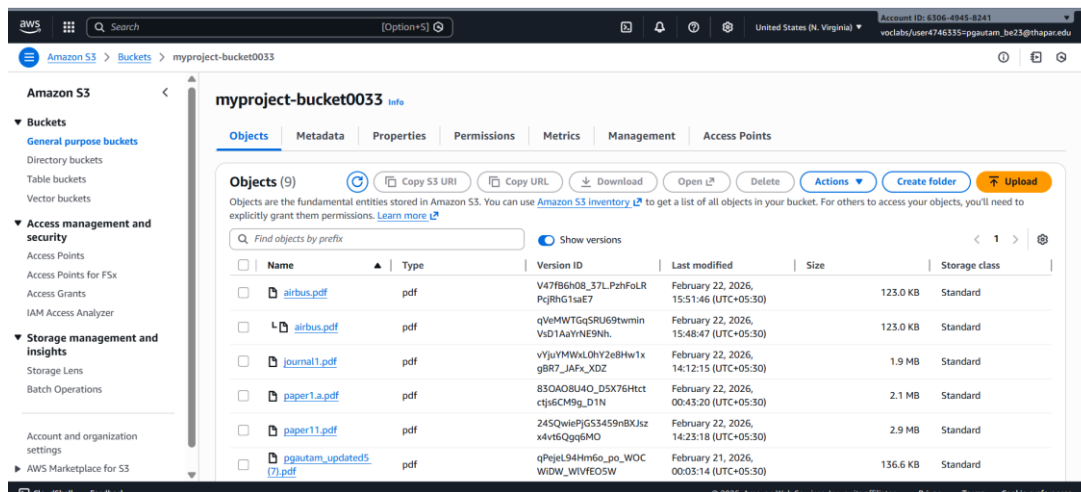 aws
Search
[Option+S]
United States (N. Virginia) ▼
Account ID: 6306-4945-8241
voclabs/user4746335=pgautam_be23@thapar.edu
Amazon S3 > Buckets > myproject-bucket0033
Amazon S3
▼ Buckets
General purpose buckets
Directory buckets
Table buckets
Vector buckets
▼ Access management and
security
Access Points
Access Points for FSx
Access Grants
IAM Access Analyzer
▼ Storage management and
insights
Storage Lens
Batch Operations
Account and organization
settings
▶ AWS Marketplace for S3
myproject-bucket0033 Info
Objects Metadata Properties Permissions Metrics Management Access Points
Objects (9)
Copy S3 URI Copy URL Download Open Delete Actions ▼ Create folder Upload
Objects are the fundamental entities stored in Amazon S3. You can use Amazon S3 inventory to get a list of all objects in your bucket. For others to access your objects, you'll need to
explicitly grant them permissions. Learn more
Find objects by prefix
Show versions
< 1 >
Name ▲ Type Version ID Last modified Size Storage class
airbus.pdf pdf V47fB6h08_37L.PzhFoLR February 22, 2026, 123.0 KB Standard
PcjRhG1saE7 15:51:46 (UTC+05:30)
airbus.pdf pdf qVeMWTGqSRU69twmin February 22, 2026, 123.0 KB Standard
VsD1AaYrNE9Nh. 15:48:47 (UTC+05:30)
journal1.pdf pdf vYjuYMWxL0hY2e8Hw1x February 22, 2026, 1.9 MB Standard
gBR7_JAFx_XDZ 14:12:15 (UTC+05:30)
paper1.a.pdf pdf 83OAO8U4O_D5X76Htct February 22, 2026, 2.1 MB Standard
ctjs6CM9g_D1N 00:43:20 (UTC+05:30)
paper11.pdf pdf 245QwiePjGS3459nBXJsz February 22, 2026, 2.9 MB Standard
x4vt6Qgq6MO 14:23:18 (UTC+05:30)
pgautam_updated5 pdf qPejeL94Hm6o_po_WOC February 21, 2026, 136.6 KB Standard
(7).pdf WiDW_WlVfEO5W 00:03:14 (UTC+05:30)